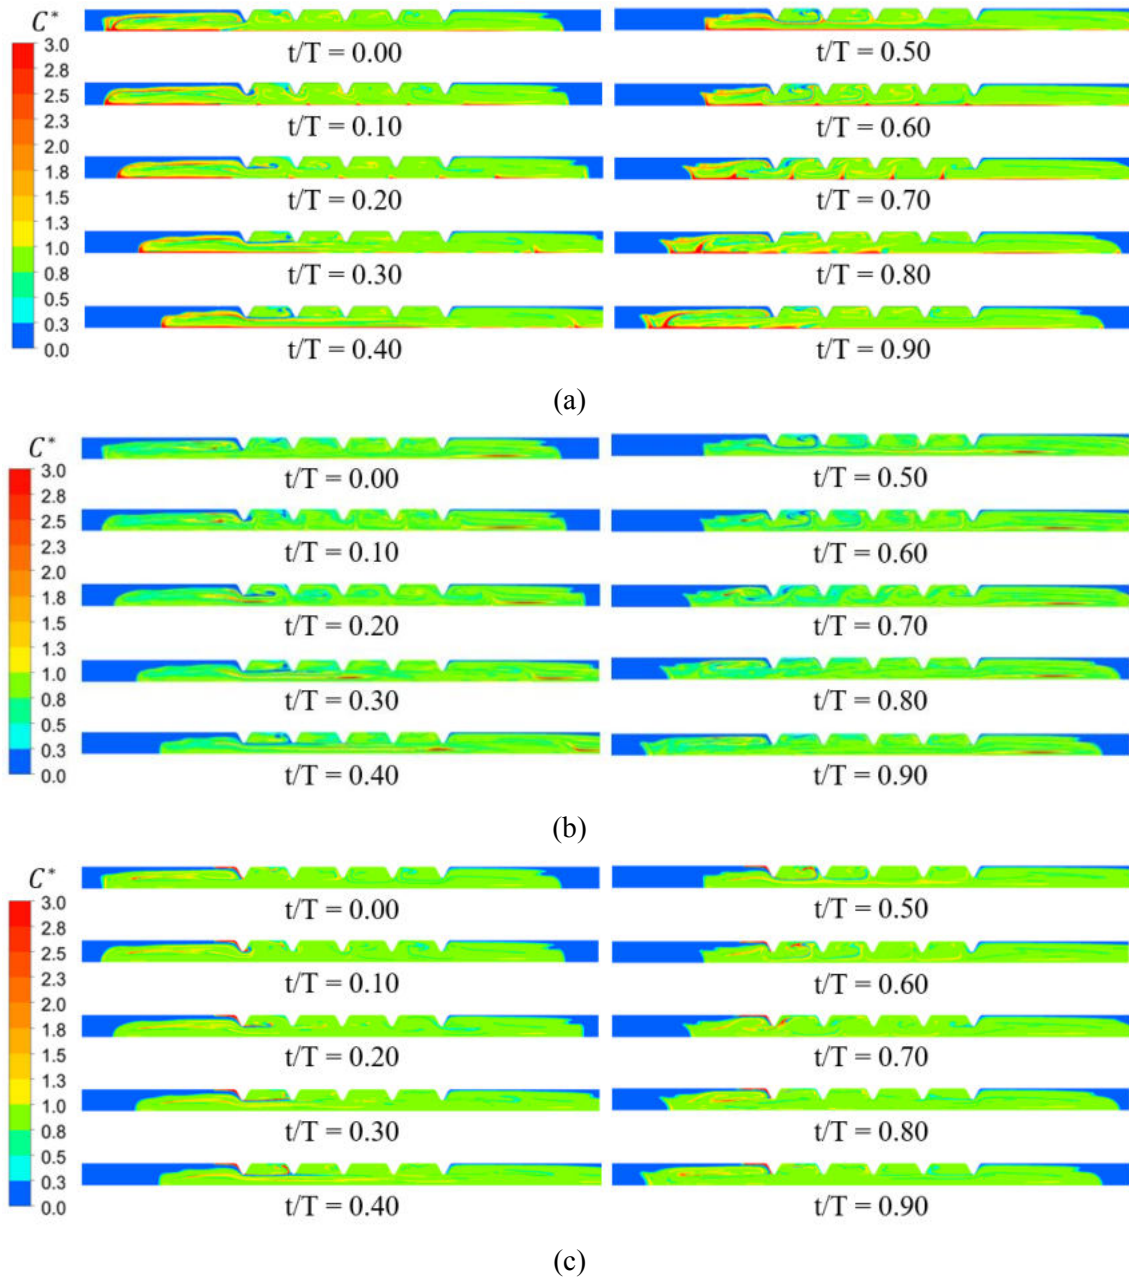 C*
3.0
2.8
2.5
2.3
2.0
1.8
1.5
1.3
1.0
0.8
0.5
0.3
0.0
t/T = 0.00
t/T = 0.50
t/T = 0.10
t/T = 0.60
t/T = 0.20
t/T = 0.70
t/T = 0.30
t/T = 0.80
t/T = 0.40
t/T = 0.90
(a)
C*
3.0
2.8
2.5
2.3
2.0
1.8
1.5
1.3
1.0
0.8
0.5
0.3
0.0
t/T = 0.00
t/T = 0.50
t/T = 0.10
t/T = 0.60
t/T = 0.20
t/T = 0.70
t/T = 0.30
t/T = 0.80
t/T = 0.40
t/T = 0.90
(b)
C*
3.0
2.8
2.5
2.3
2.0
1.8
1.5
1.3
1.0
0.8
0.5
0.3
0.0
t/T = 0.00
t/T = 0.50
t/T = 0.10
t/T = 0.60
t/T = 0.20
t/T = 0.70
t/T = 0.30
t/T = 0.80
t/T = 0.40
t/T = 0.90
(c)